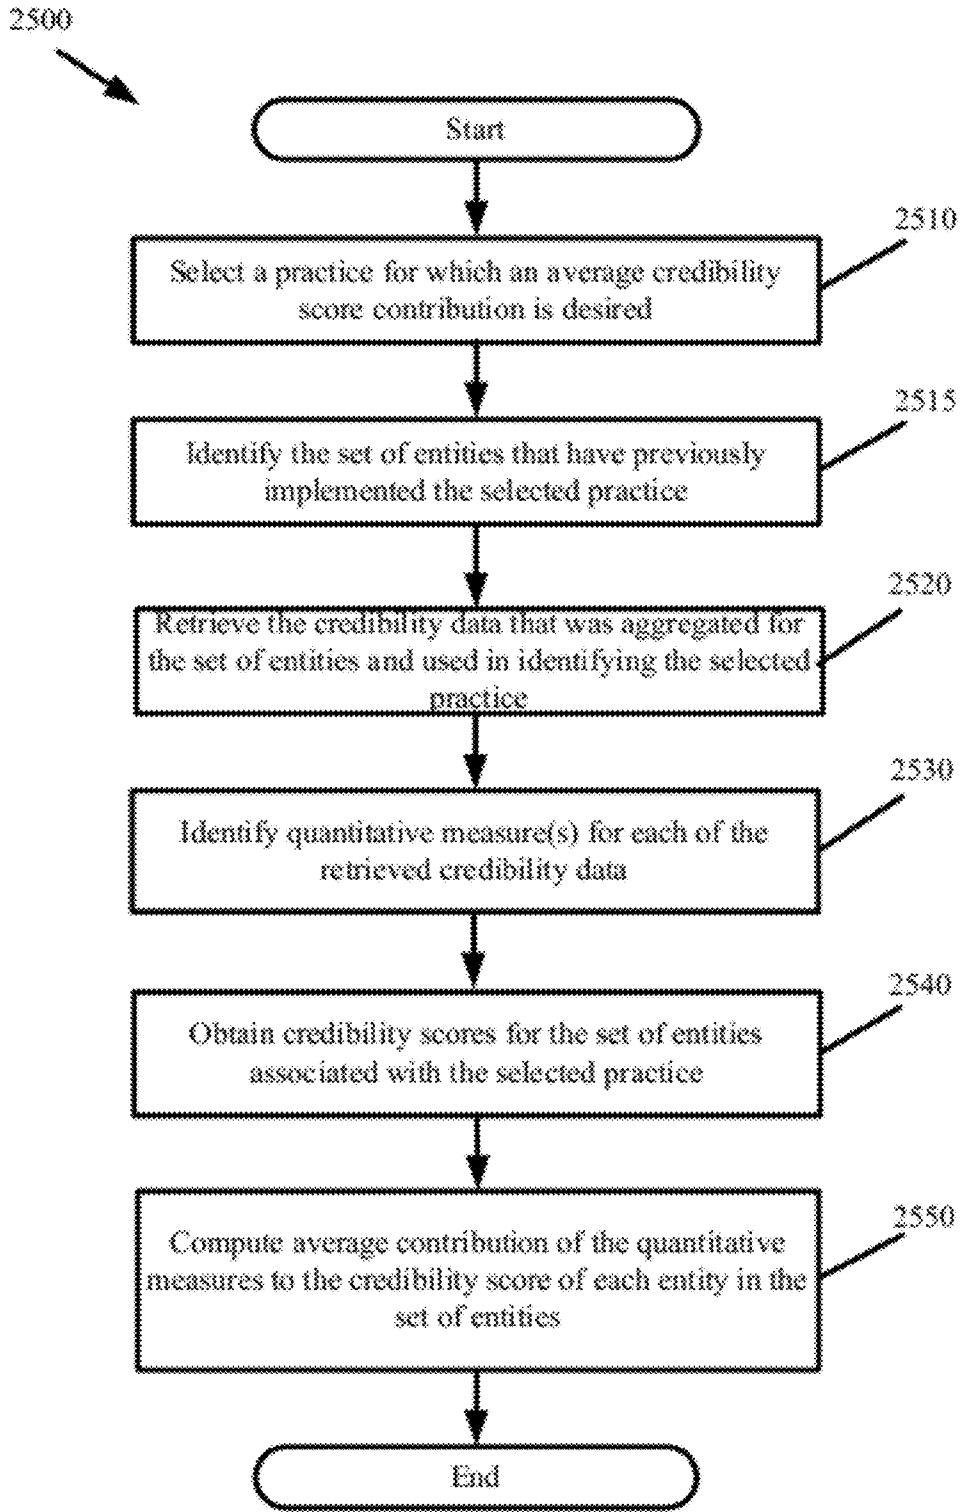 2500
Start
2510
Select a practice for which an average credibility
score contribution is desired
2515
Identify the set of entities that have previously
implemented the selected practice
2520
Retrieve the credibility data that was aggregated for
the set of entities and used in identifying the selected
practice
2530
Identify quantitative measure(s) for each of the
retrieved credibility data
2540
Obtain credibility scores for the set of entities
associated with the selected practice
2550
Compute average contribution of the quantitative
measures to the credibility score of each entity in the
set of entities
End